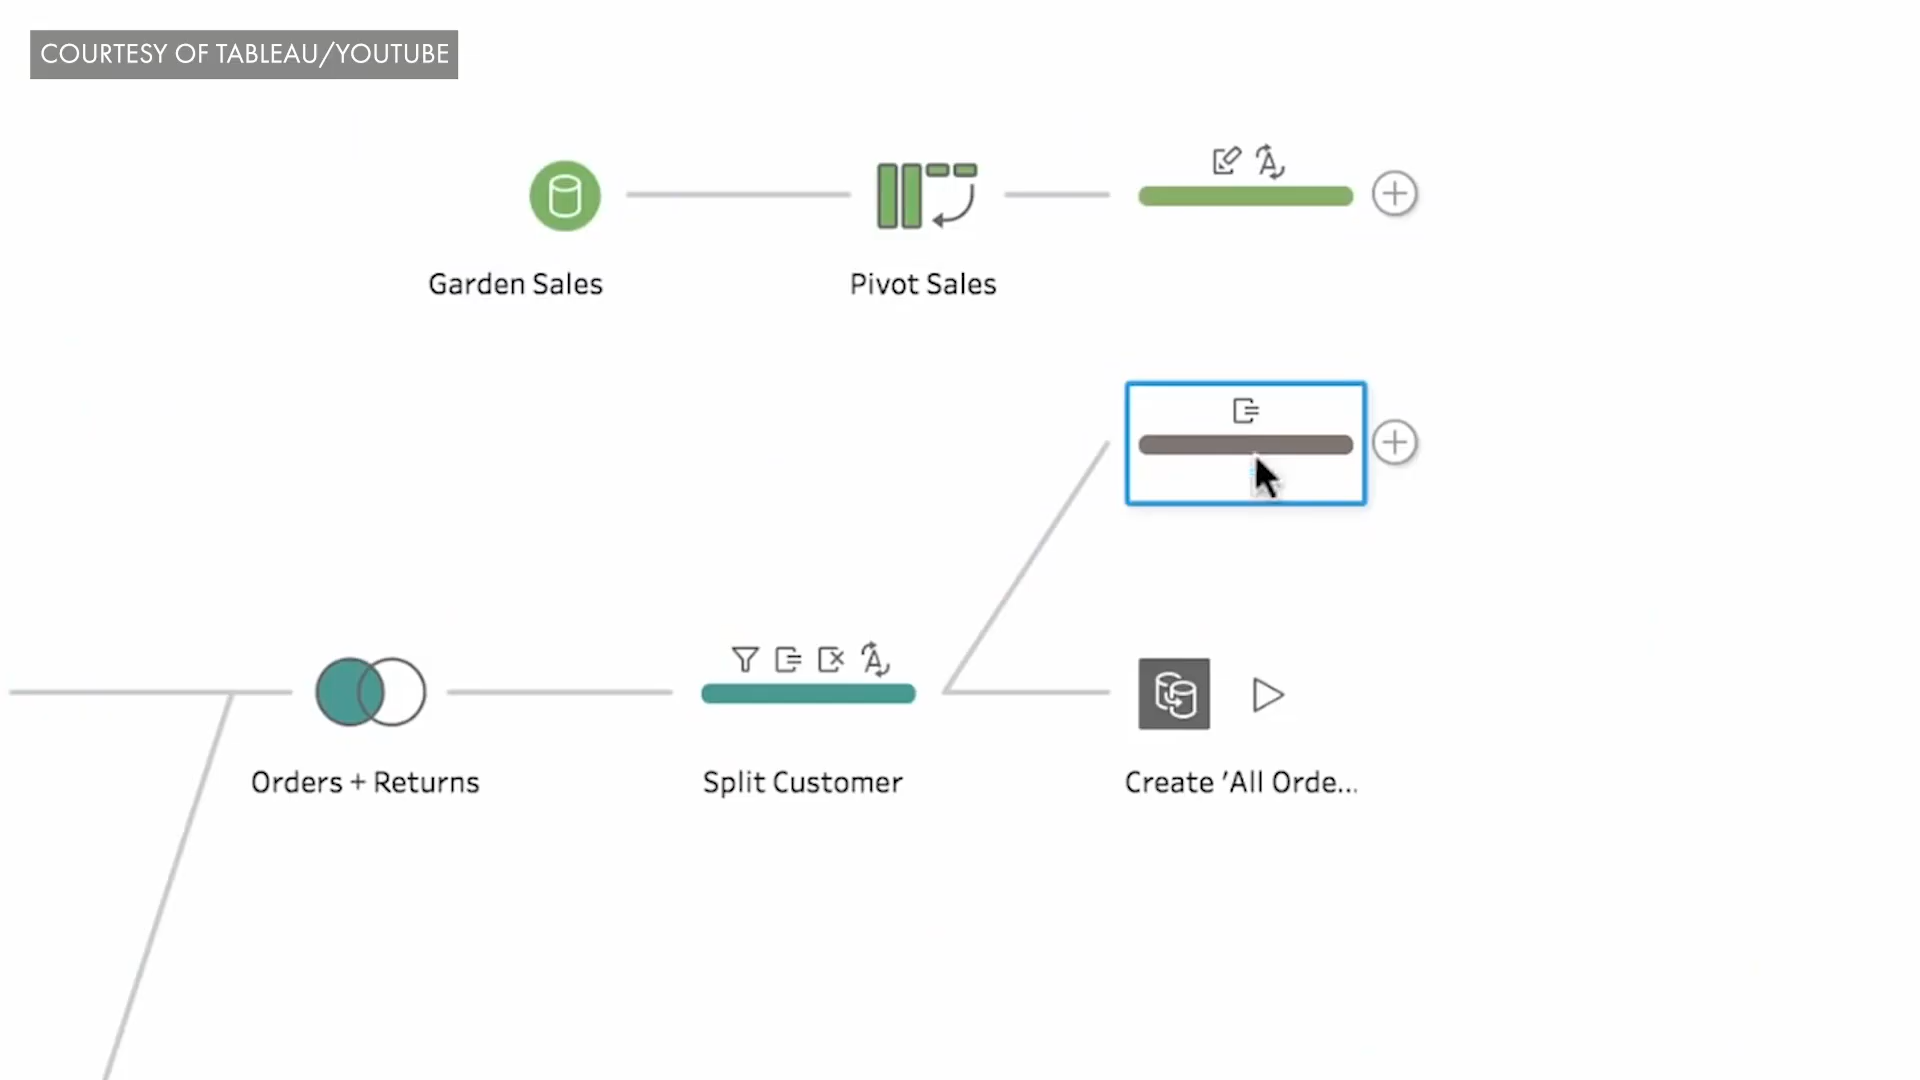 COURTESY OF TABLEAU/YOUTUBE
Garden Sales
Pivot Sales
Orders + Returns
Split Customer
Create 'All Orde...